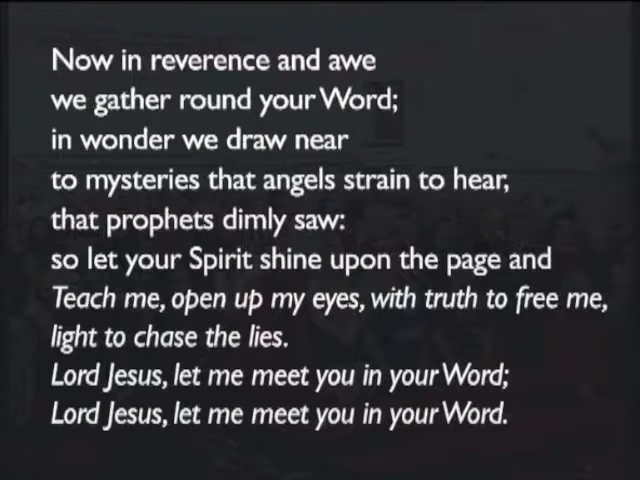 Now in reverence and awe
we gather round your Word;
in wonder we draw near
to mysteries that angels strain to hear,
that prophets dimly saw:
so let your Spirit shine upon the page and
Teach me, open up my eyes, with truth to free me,
light to chase the lies.
Lord Jesus, let me meet you in your Word;
Lord Jesus, let me meet you in your Word.